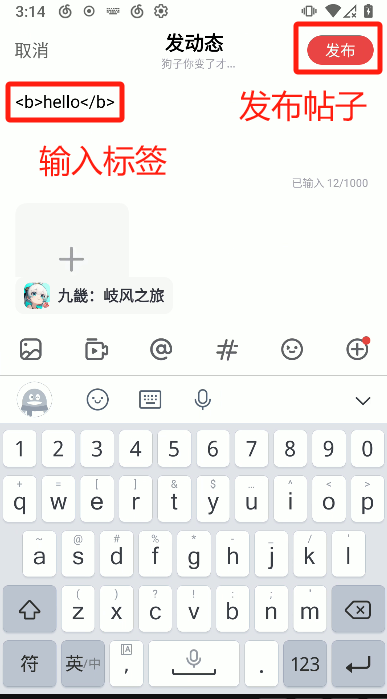 3:14
取消
发动态
狗子你变了才...
发布
<b>hello</b>
发布帖子
输入标签
已输入 12/1000
九畿：岐风之旅
1 2 3 4 5 6 7 8 9 0
+ = [ ] & $ … ^ < >
q w e r t y u i o p
~ @ # % * - _ / '
a s d f g h j k l
( ) ? ! : ; "
z x c v b n m
符 英/中 , . 123